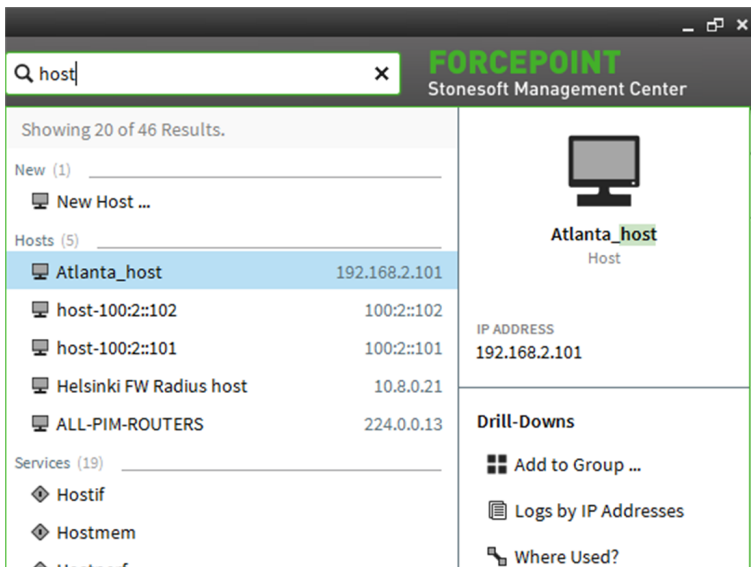 host
FORCEPOINT
Stonesoft Management Center
Showing 20 of 46 Results.
New (1)
New Host ...
Hosts (5)
Atlanta_host 192.168.2.101
host-100:2::102 100:2::102
host-100:2::101 100:2::101
Helsinki FW Radius host 10.8.0.21
ALL-PIM-ROUTERS 224.0.0.13
Services (19)
Hostif
Hostmem
Atlanta_host
Host
IP ADDRESS
192.168.2.101
Drill-Downs
Add to Group ...
Logs by IP Addresses
Where Used?